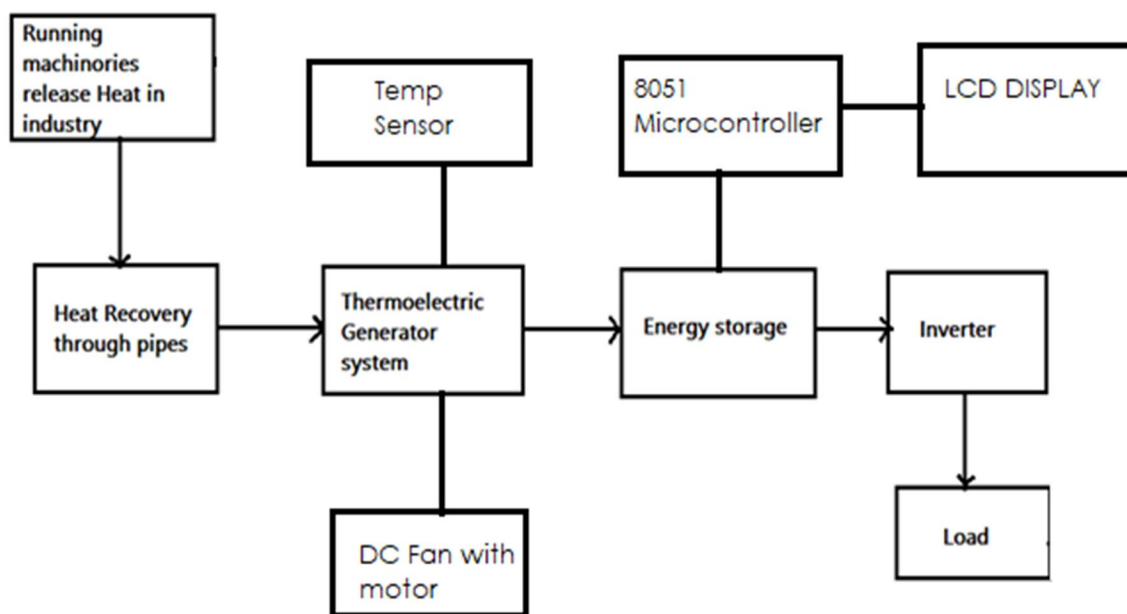 Running
machinories
release Heat in
industry
Temp
Sensor
8051
Microcontroller
LCD DISPLAY
Heat Recovery
through pipes
Thermoelectric
Generator
system
Energy storage
Inverter
DC Fan with
motor
Load